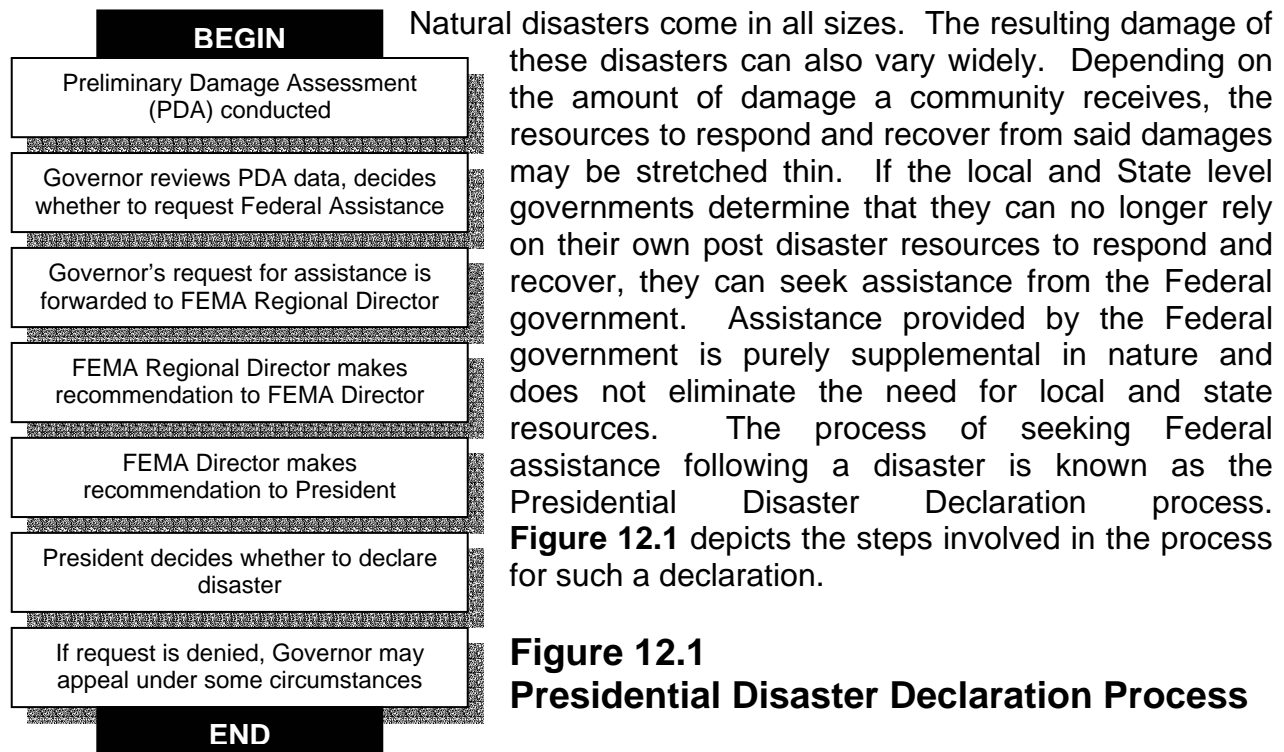 BEGIN
Preliminary Damage Assessment
(PDA) conducted
Governor reviews PDA data, decides
whether to request Federal Assistance
Governor's request for assistance is
forwarded to FEMA Regional Director
FEMA Regional Director makes
recommendation to FEMA Director
FEMA Director makes
recommendation to President
President decides whether to declare
disaster
If request is denied, Governor may
appeal under some circumstances
END
Natural disasters come in all sizes. The resulting damage of
these disasters can also vary widely. Depending on
the amount of damage a community receives, the
resources to respond and recover from said damages
may be stretched thin. If the local and State level
governments determine that they can no longer rely
on their own post disaster resources to respond and
recover, they can seek assistance from the Federal
government. Assistance provided by the Federal
government is purely supplemental in nature and
does not eliminate the need for local and state
resources. The process of seeking Federal
assistance following a disaster is known as the
Presidential Disaster Declaration process.
Figure 12.1 depicts the steps involved in the process
for such a declaration.
Figure 12.1
Presidential Disaster Declaration Process